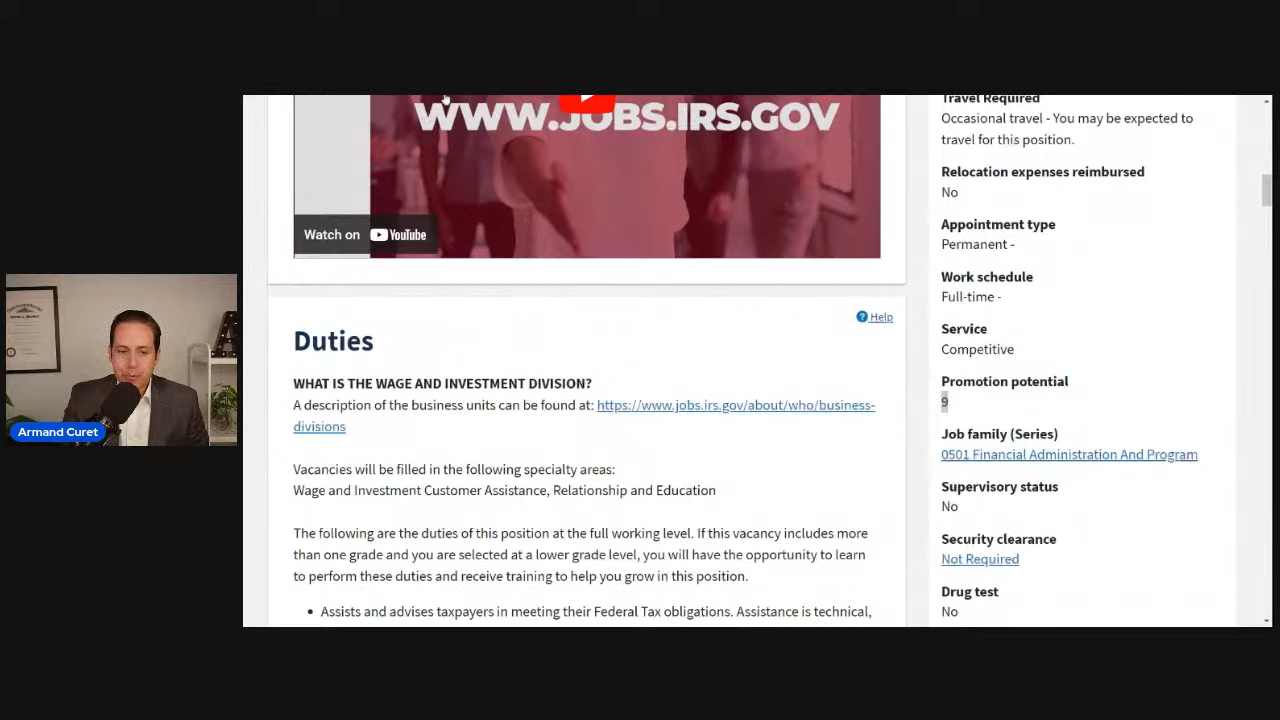 WWW.JOBS.IRS.GOV
Watch on YouTube
Armand Curet
Help
Duties
WHAT IS THE WAGE AND INVESTMENT DIVISION?
A description of the business units can be found at: https://www.jobs.irs.gov/about/who/business-
divisions
Vacancies will be filled in the following specialty areas:
Wage and Investment Customer Assistance, Relationship and Education
The following are the duties of this position at the full working level. If this vacancy includes more
than one grade and you are selected at a lower grade level, you will have the opportunity to learn
to perform these duties and receive training to help you grow in this position.
• Assists and advises taxpayers in meeting their Federal Tax obligations. Assistance is technical,
Travel Required
Occasional travel - You may be expected to
travel for this position.
Relocation expenses reimbursed
No
Appointment type
Permanent -
Work schedule
Full-time -
Service
Competitive
Promotion potential
9
Job family (Series)
0501 Financial Administration And Program
Supervisory status
No
Security clearance
Not Required
Drug test
No